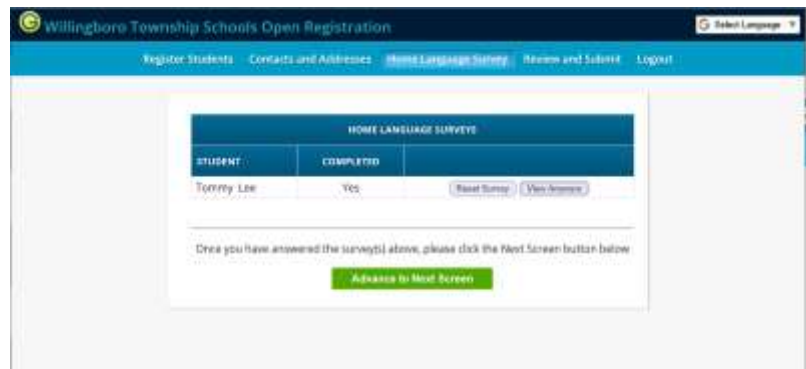 G Willingboro Township Schools Open Registration
G Select Language ▼
Register Students Contacts and Addresses Home Language Survey Review and Submit Logout
HOME LANGUAGE SURVEYS
STUDENT COMPLETED
Tommy Lee Yes Reset Survey View Answers
Once you have answered the survey(s) above, please click the Next Screen button below
Advance to Next Screen